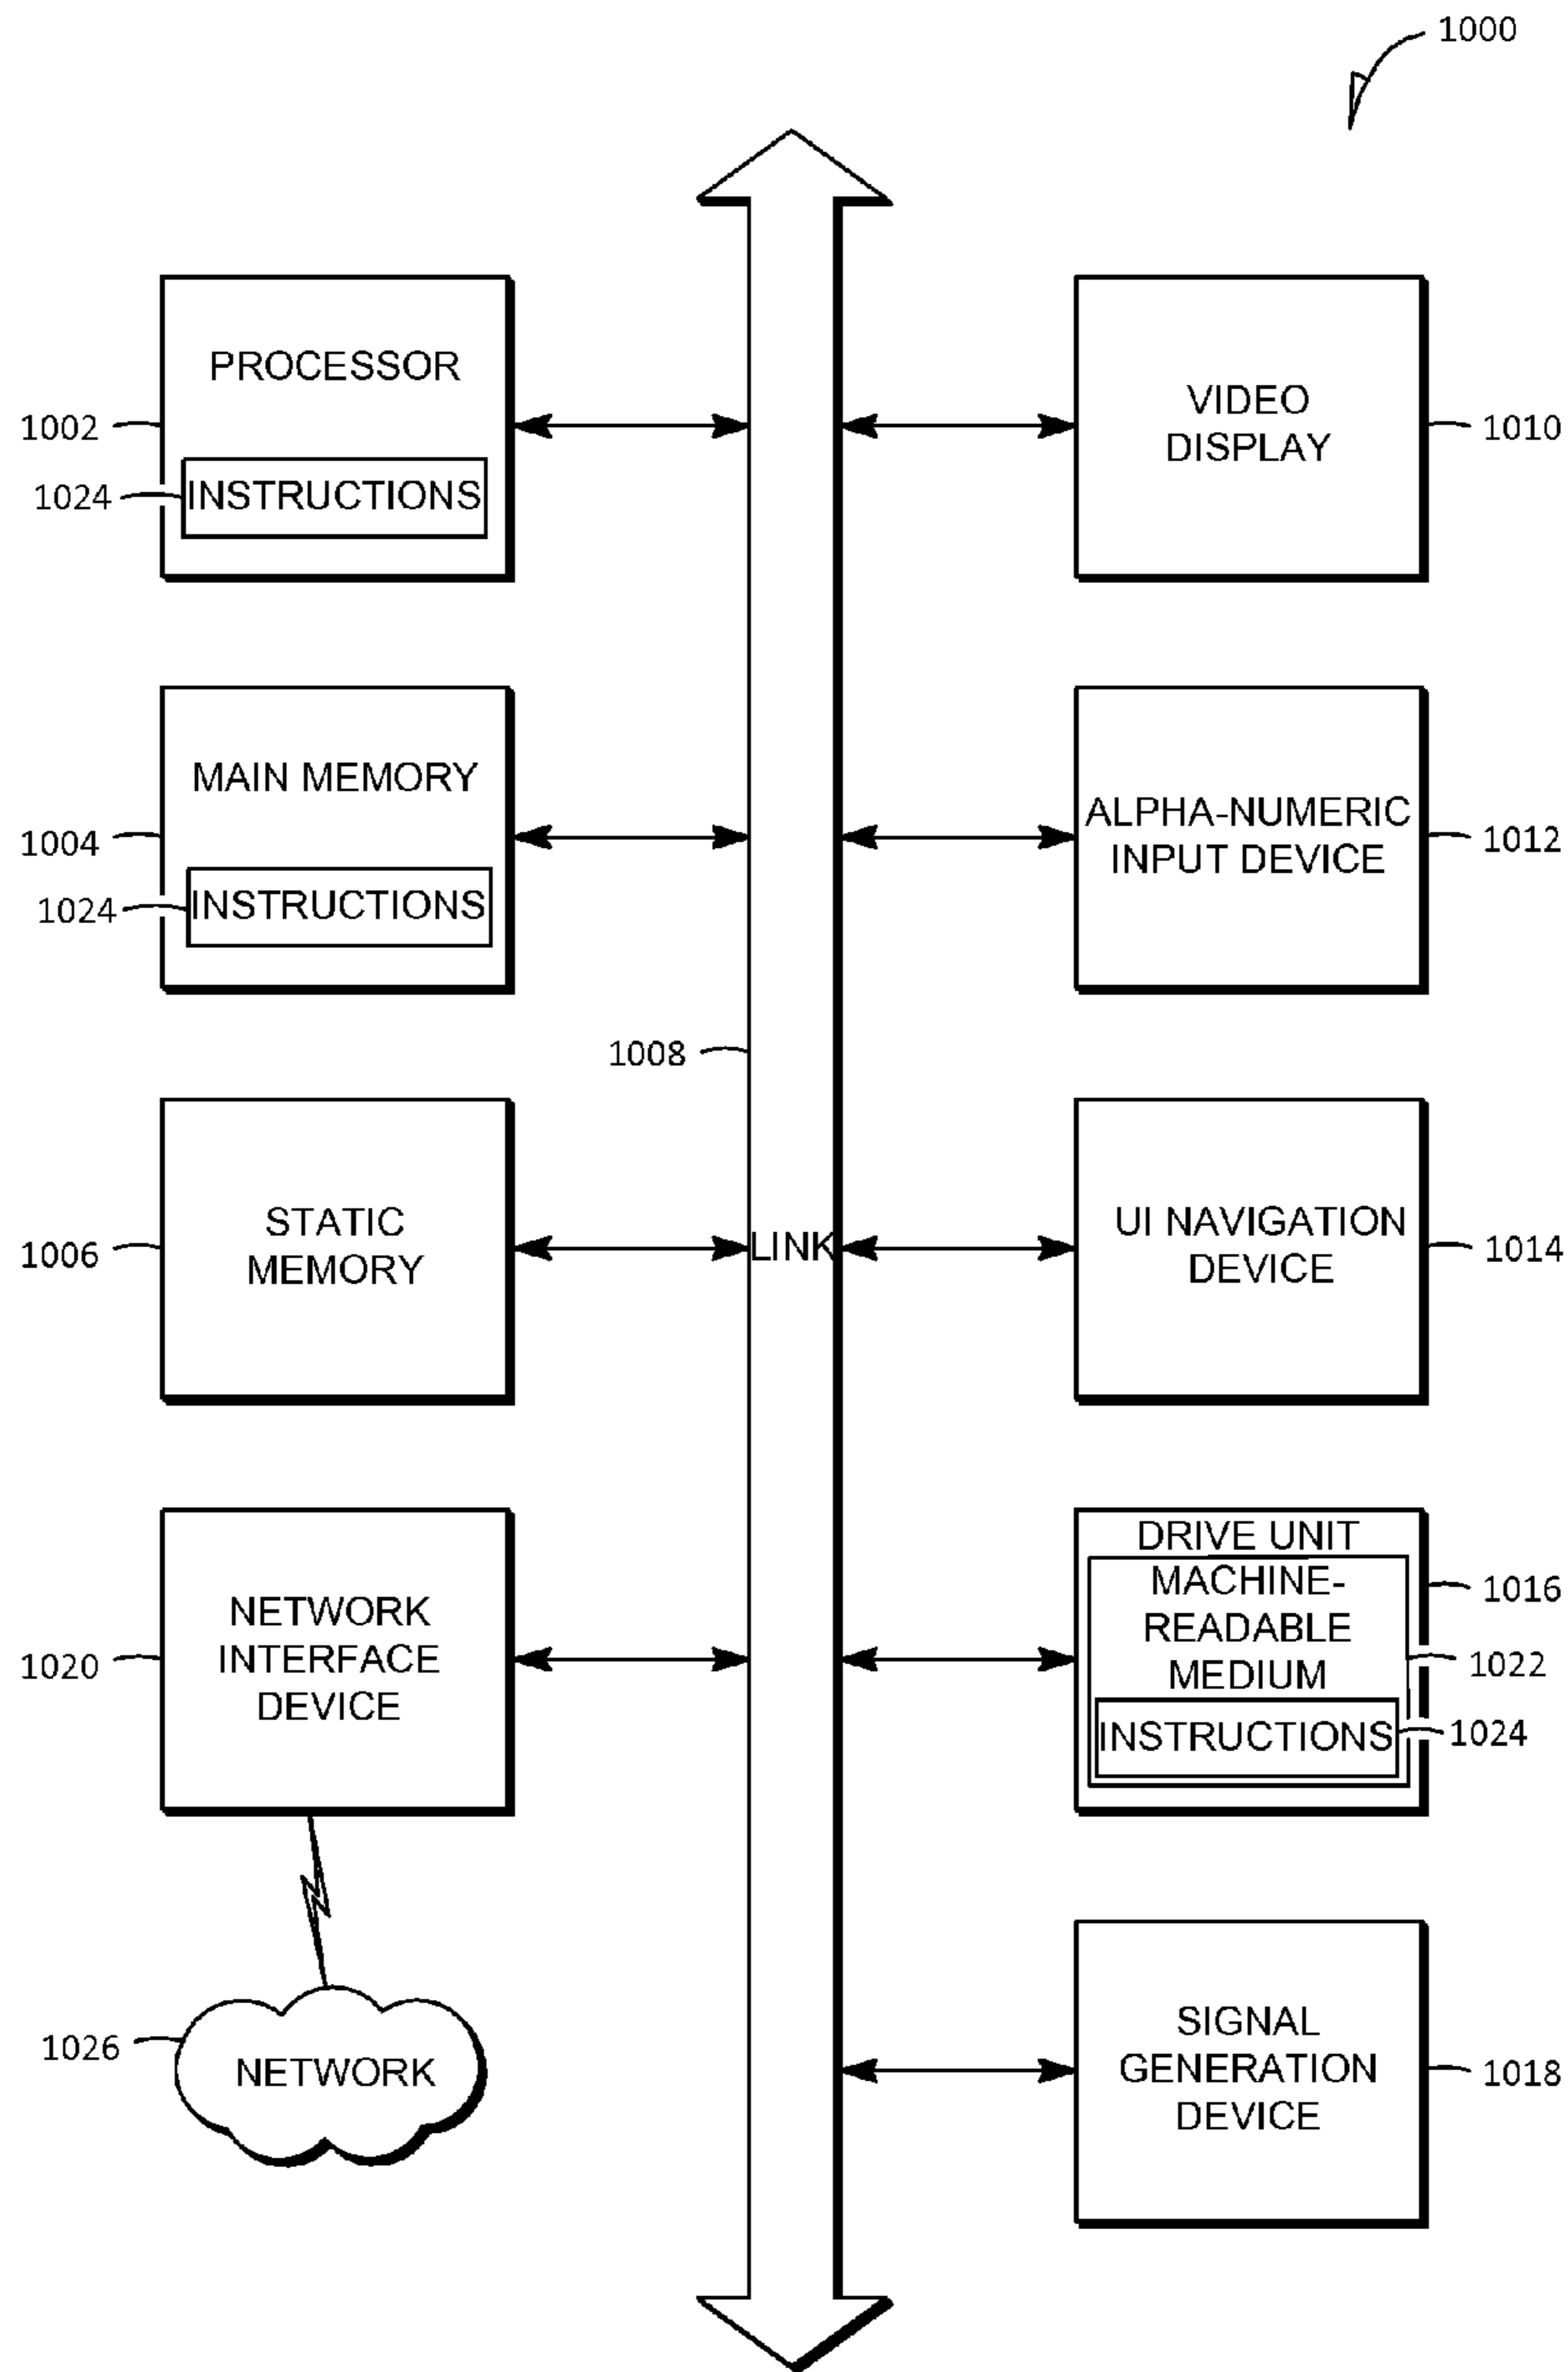 1000
PROCESSOR
1002
1024
INSTRUCTIONS
VIDEO
DISPLAY
1010
MAIN MEMORY
1004
1024
INSTRUCTIONS
ALPHA-NUMERIC
INPUT DEVICE
1012
1008
STATIC
MEMORY
1006
LINK
UI NAVIGATION
DEVICE
1014
NETWORK
INTERFACE
DEVICE
1020
DRIVE UNIT
MACHINE-
READABLE
MEDIUM
INSTRUCTIONS
1016
1022
1024
1026
NETWORK
SIGNAL
GENERATION
DEVICE
1018